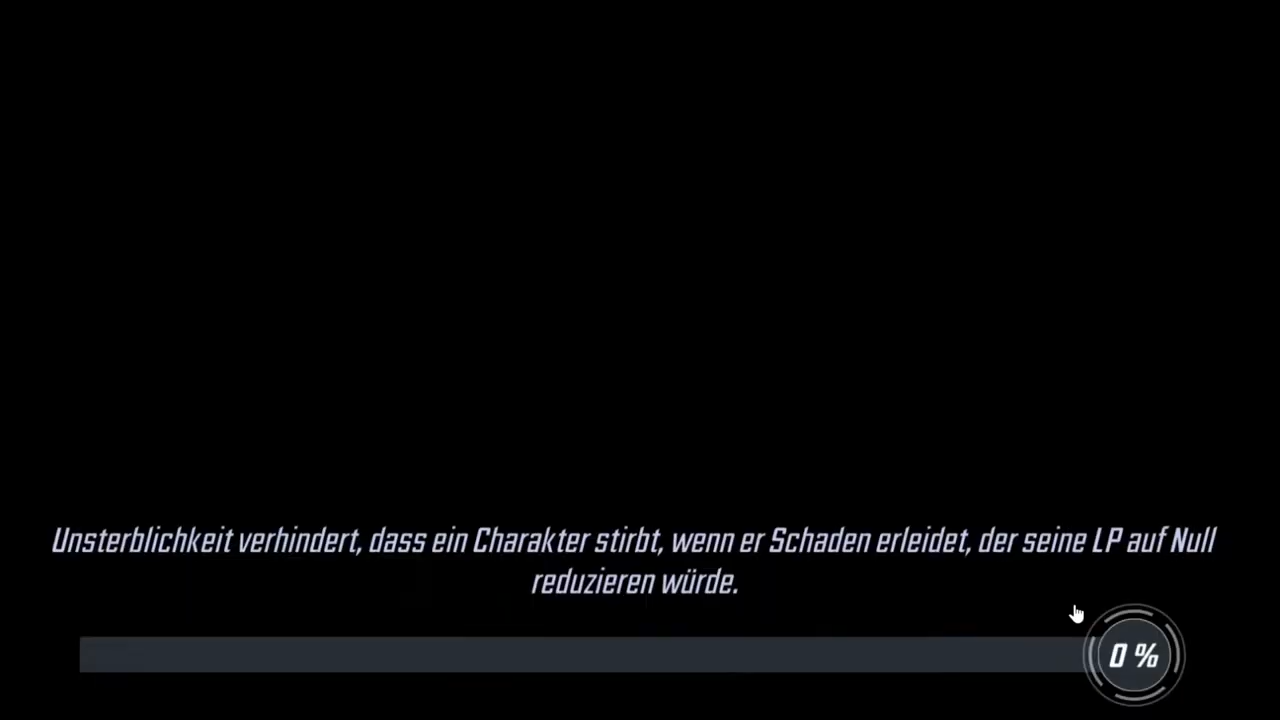 Unsterblichkeit verhindert, dass ein Charakter stirbt, wenn er Schaden erleidet, der seine LP auf Null
reduzieren würde.
0 %